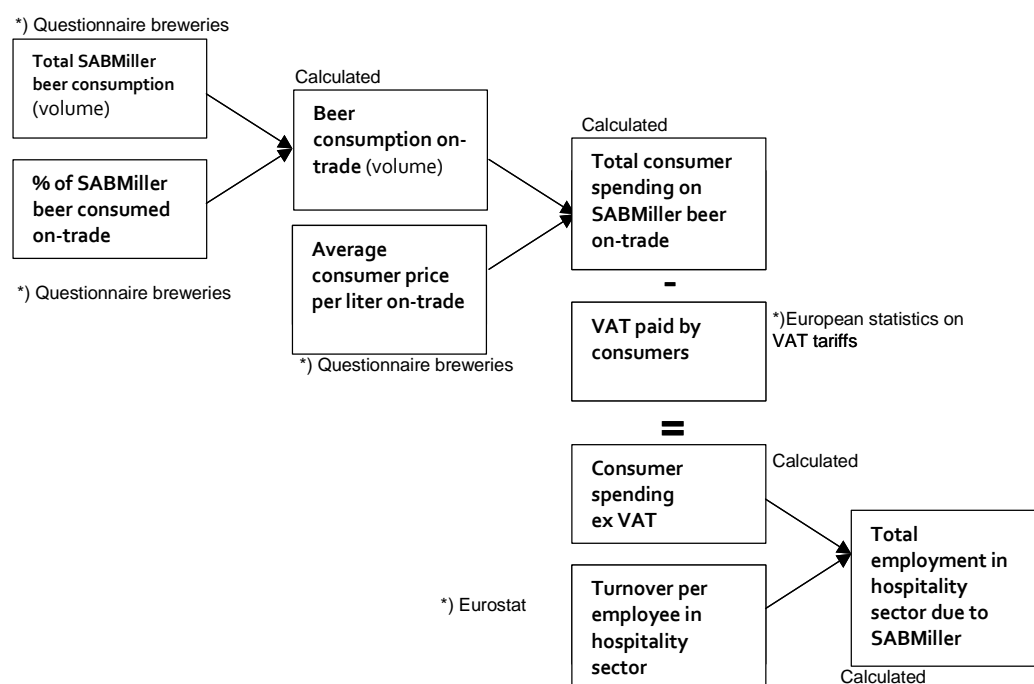 *) Questionnaire breweries
Total SABMiller
beer consumption
(volume)
% of SABMiller
beer consumed
on-trade
*) Questionnaire breweries
Calculated
Beer
consumption on-
trade (volume)
Average
consumer price
per liter on-trade
*) Questionnaire breweries
Calculated
Total consumer
spending on
SABMiller beer
on-trade
-
VAT paid by
consumers
*)European statistics on
VAT tariffs
=
Consumer
spending
ex VAT
Calculated
*) Eurostat
Turnover per
employee in
hospitality
sector
Total
employment in
hospitality
sector due to
SABMiller
Calculated